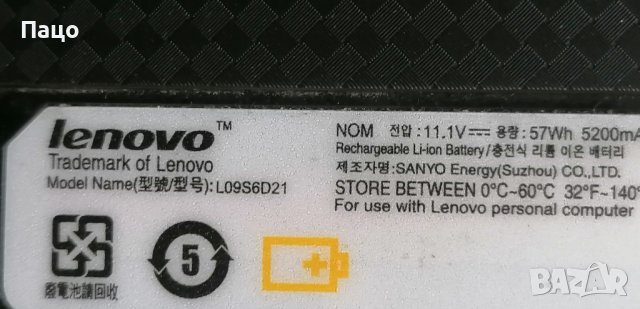 Пацо
lenovo™
Trademark of Lenovo
Model Name(型號/型号):L09S6D21
5
廢電池請回收
NOM 전압:11.1V 용량:57Wh 5200mA
Rechargeable Li-ion Battery/충전식 리튬 이온 배터리
제조자명:SANYO Energy(Suzhou) CO.,LTD.
STORE BETWEEN 0°C~60°C 32°F~140°
For use with Lenovo personal computer
BAZAR